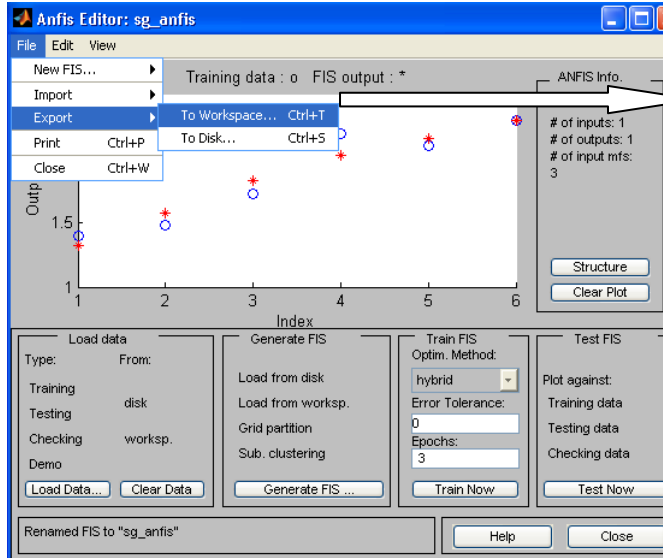 Anfis Editor: sg_anfis
File Edit View
New FIS...
Import
Export
Print Ctrl+P
Close Ctrl+W
To Workspace... Ctrl+T
To Disk... Ctrl+S
Training data : o FIS output : *
ANFIS Info.
# of inputs: 1
# of outputs: 1
# of input mfs:
3
Structure
Clear Plot
Outp
1.5
1
1 2 3 4 5 6
Index
Load data
Type: From:
Training
Testing
Checking
Demo
disk
worksp.
Load Data... Clear Data
Generate FIS
Load from disk
Load from worksp.
Grid partition
Sub. clustering
Generate FIS ...
Train FIS
Optim. Method:
hybrid
Error Tolerance:
0
Epochs:
3
Train Now
Test FIS
Plot against:
Training data
Testing data
Checking data
Test Now
Renamed FIS to "sg_anfis"
Help Close